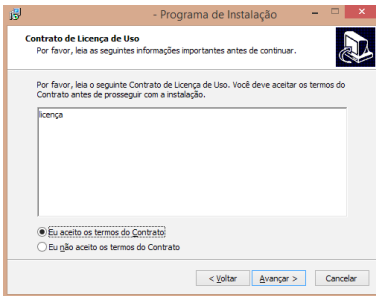 - Programa de Instalação
Contrato de Licença de Uso
Por favor, leia as seguintes informações importantes antes de continuar.
Por favor, leia o seguinte Contrato de Licença de Uso. Você deve aceitar os termos do
Contrato antes de prosseguir com a instalação.
licença
Eu aceito os termos do Contrato
Eu não aceito os termos do Contrato
< Voltar Avançar > Cancelar